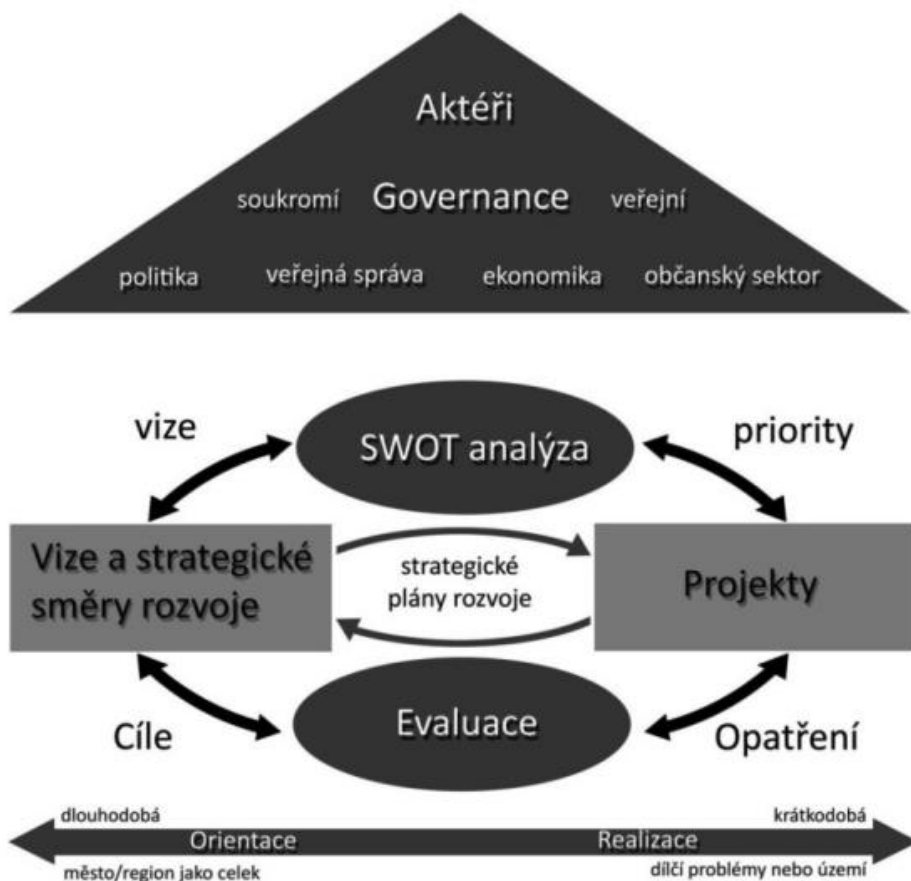 Aktéři
soukromí Governance veřejní
politika veřejná správa ekonomika občanský sektor
vize
SWOT analýza
priority
Vize a strategické
směry rozvoje
strategické
plány rozvoje
Projekty
Cíle
Evaluace
Opatření
dlouhodobá
krátkodobá
Orientace
Realizace
město/region jako celek
dílčí problémy nebo území